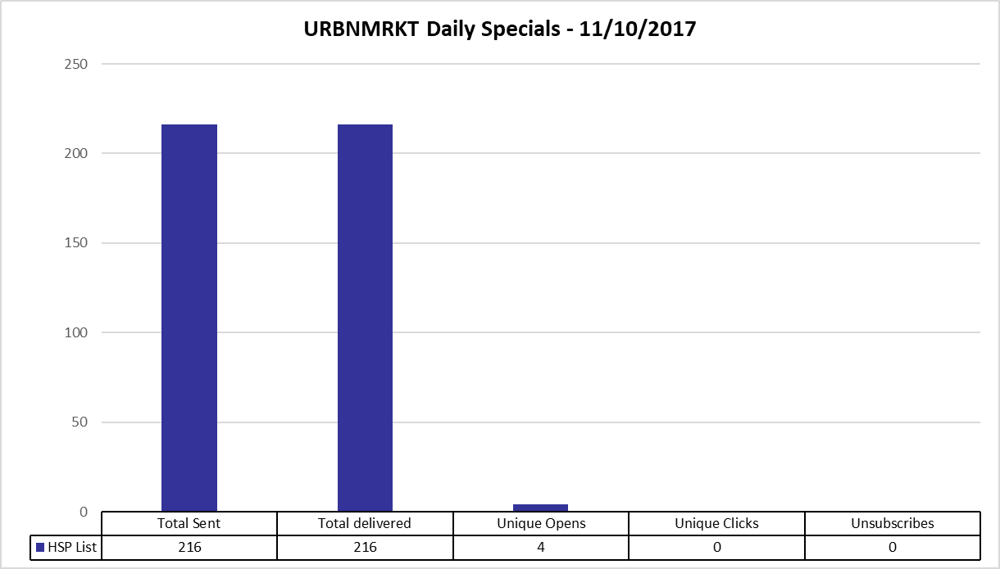 URBNMRKT Daily Specials - 11/10/2017
250
200
150
100
50
0
Total Sent Total delivered Unique Opens Unique Clicks Unsubscribes
HSP List 216 216 4 0 0